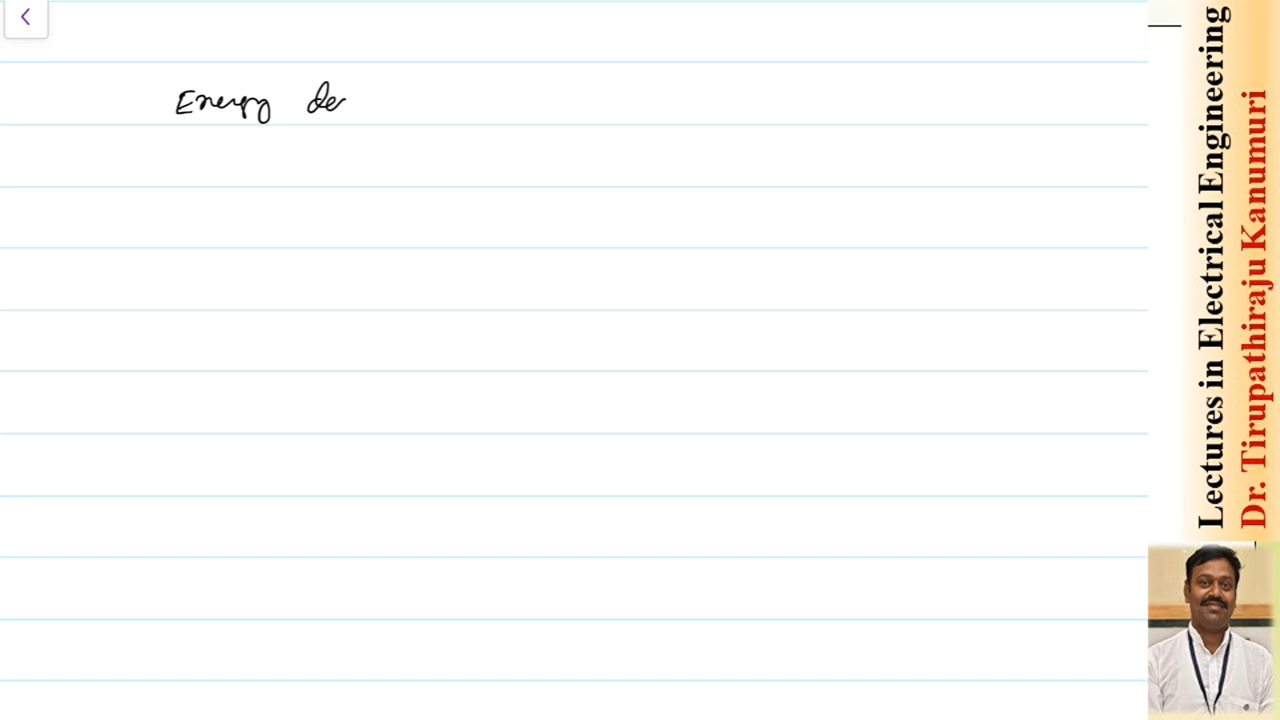 Energy de
Lectures in Electrical Engineering
Dr. Tirupathiraju Kanumuri